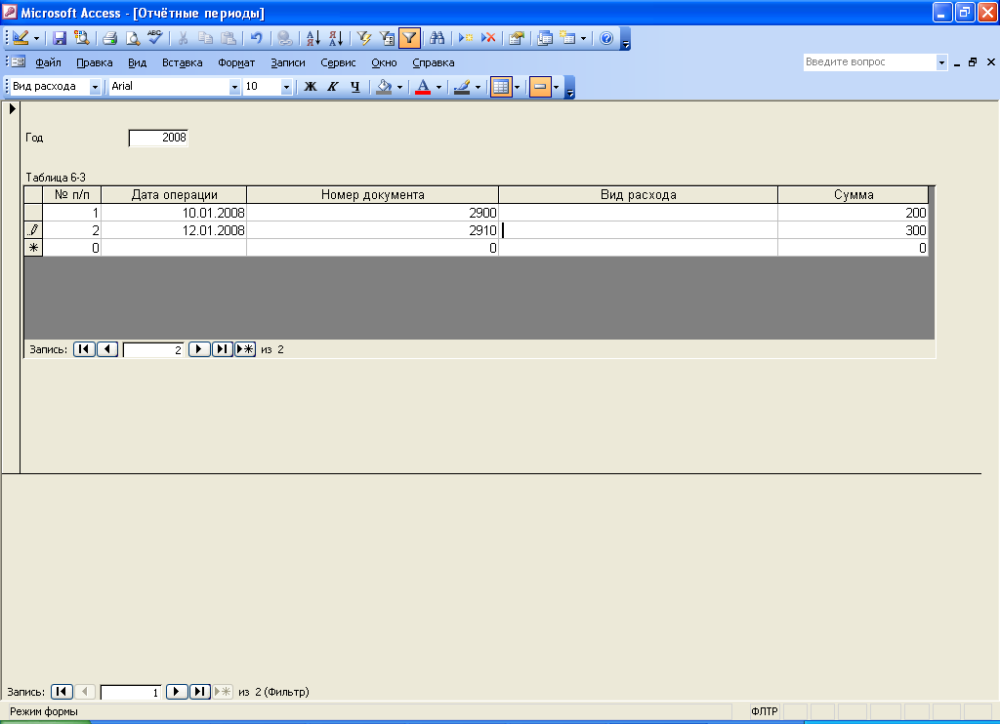 Microsoft Access - [Отчётные периоды]
Файл Правка Вид Вставка Формат Записи Сервис Окно Справка Введите вопрос
Вид расхода Arial 10 Ж К Ч
Год 2008
Таблица 6-3
№ п/п Дата операции Номер документа Вид расхода Сумма
1 10.01.2008 2900 200
2 12.01.2008 2910 300
0 0 0
Запись: 2 из 2
Запись: 1 из 2 (Фильтр)
Режим формы ФЛТР